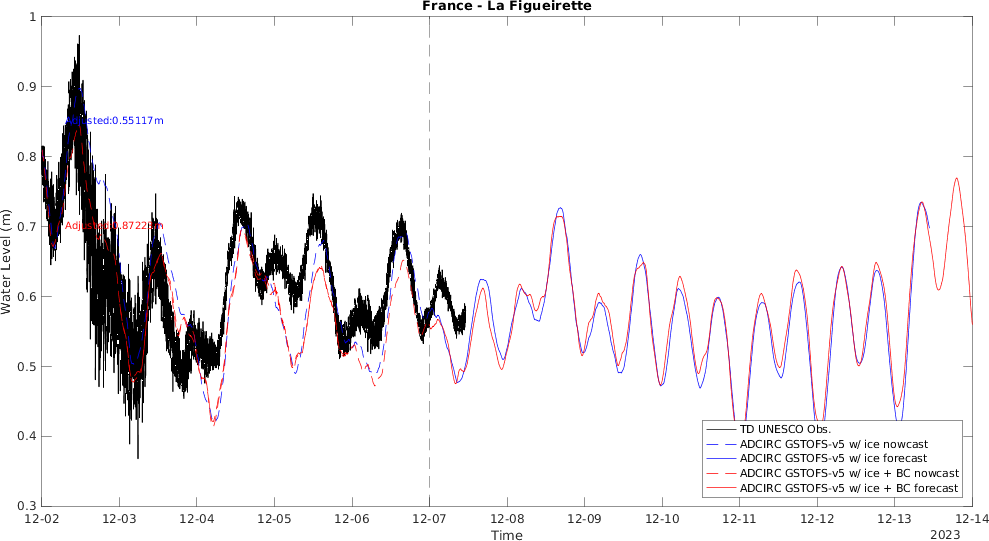 France - La Figueirette
1
0.9
0.8
0.7
0.6
0.5
0.4
0.3
Water Level (m)
:0.55117m
TD UNESCO Obs.
ADCIRC GSTOFS-v5 w/ ice nowcast
ADCIRC GSTOFS-v5 w/ ice forecast
ADCIRC GSTOFS-v5 w/ ice + BC nowcast
ADCIRC GSTOFS-v5 w/ ice + BC forecast
12-02 12-03 12-04 12-05 12-06 12-07 12-08 12-09 12-10 12-11 12-12 12-13 12-14
Time
2023